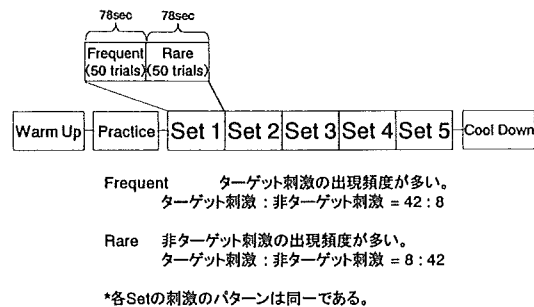 78sec 78sec
Frequent Rare
(50 trials) (50 trials)
Warm Up Practice Set 1 Set 2 Set 3 Set 4 Set 5 Cool Down
Frequent ターゲット刺激の出現頻度が多い。
ターゲット刺激 : 非ターゲット刺激 = 42 : 8
Rare 非ターゲット刺激の出現頻度が多い。
ターゲット刺激 : 非ターゲット刺激 = 8 : 42
*各Setの刺激のパターンは同一である。